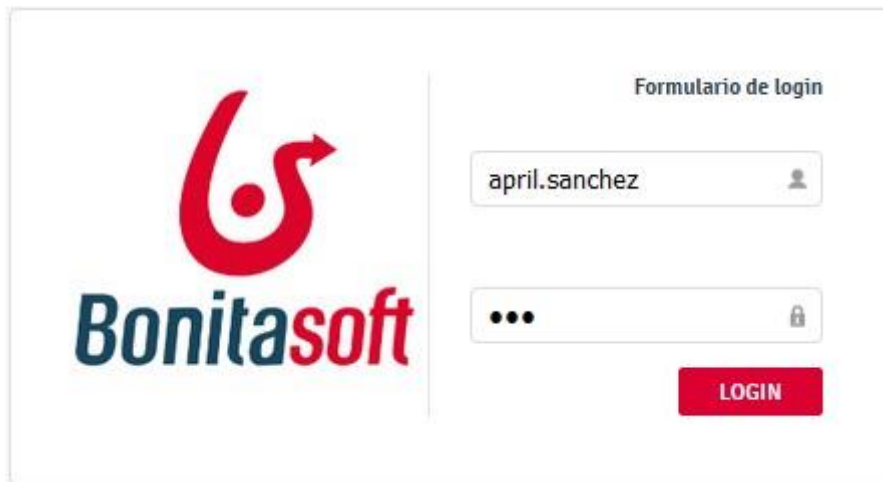 Formulario de login
april.sanchez
•••
LOGIN
Bonitasoft